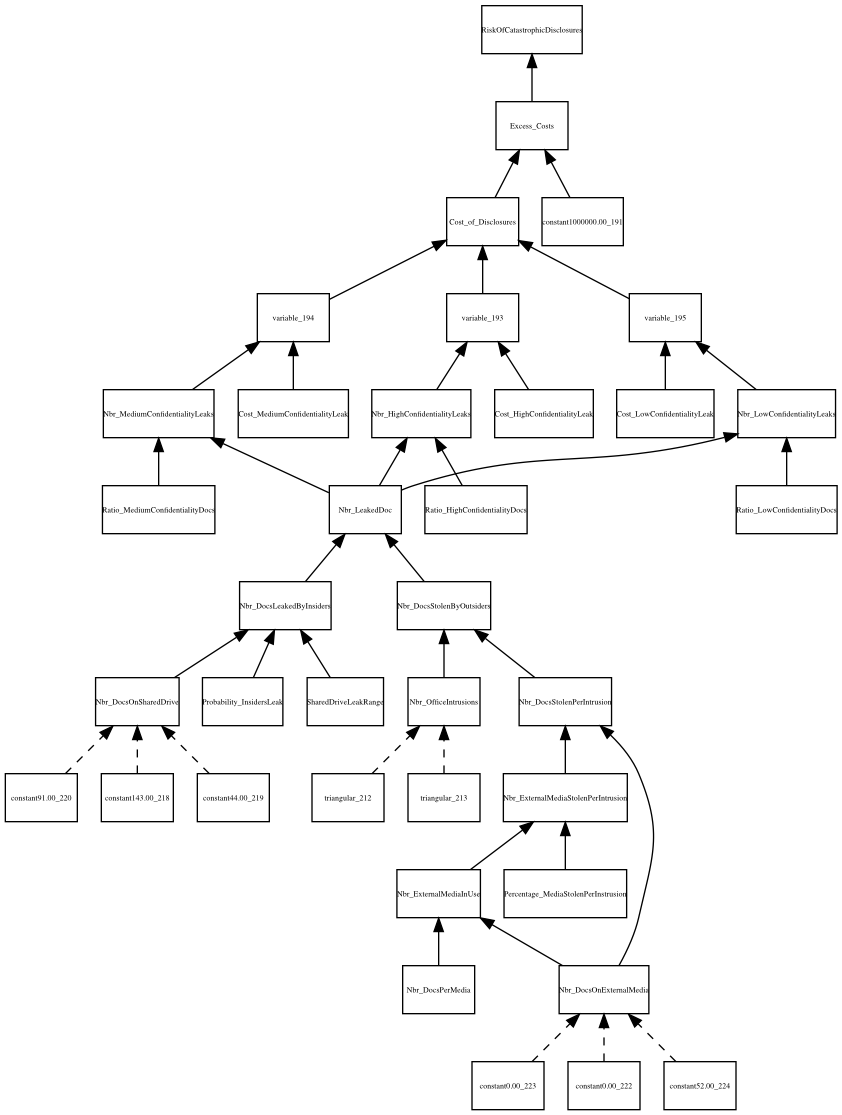 RiskOfCatastrophicDisclosures
Excess_Costs
Cost_of_Disclosures
constant1000000.00_191
variable_194
variable_193
variable_195
Nbr_MediumConfidentialityLeaks
Cost_MediumConfidentialityLeak
Nbr_HighConfidentialityLeaks
Cost_HighConfidentialityLeak
Cost_LowConfidentialityLeak
Nbr_LowConfidentialityLeaks
Ratio_MediumConfidentialityDocs
Nbr_LeakedDoc
Ratio_HighConfidentialityDocs
Ratio_LowConfidentialityDocs
Nbr_DocsLeakedByInsiders
Nbr_DocsStolenByOutsiders
Nbr_DocsOnSharedDrive
Probability_InsidersLeak
SharedDriveLeakRange
Nbr_OfficeIntrusions
Nbr_DocsStolenPerIntrusion
constant91.00_220
constant143.00_218
constant44.00_219
triangular_212
triangular_213
Nbr_ExternalMediaStolenPerIntrusion
Nbr_ExternalMediaInUse
Percentage_MediaStolenPerInstrusion
Nbr_DocsPerMedia
Nbr_DocsOnExternalMedia
constant0.00_223
constant0.00_222
constant52.00_224